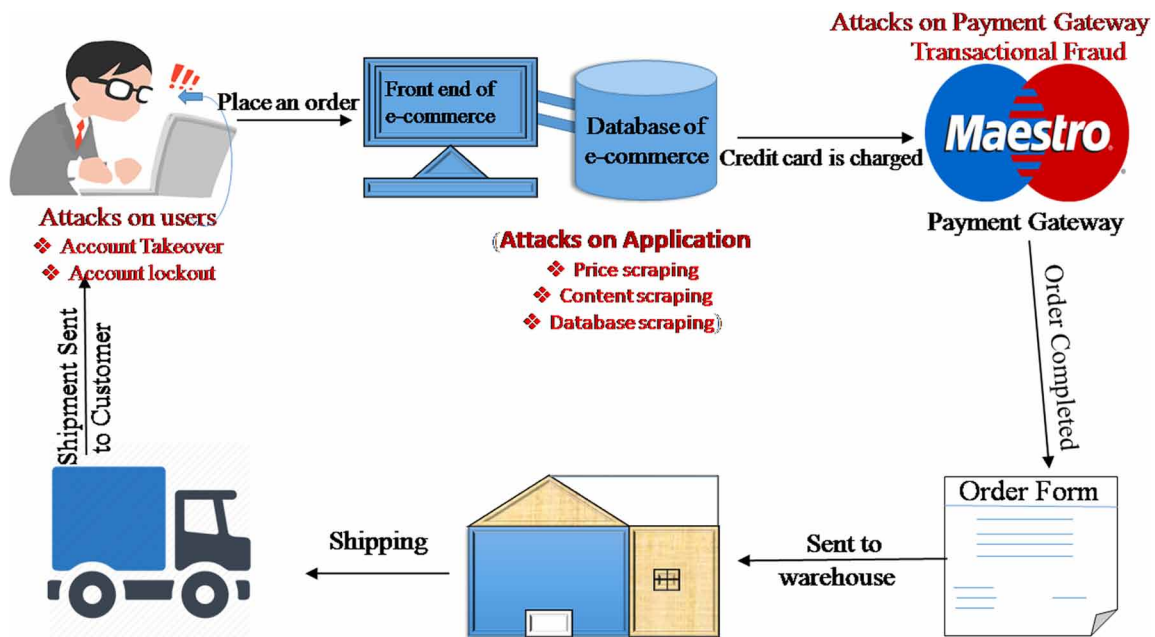 Attacks on Payment Gateway
Transactional Fraud
!!!
Place an order
Front end of
e-commerce
Database of
e-commerce
Credit card is charged
Maestro
®
Payment Gateway
Attacks on users
❖ Account Takeover
❖ Account lockout
(Attacks on Application
❖ Price scraping
❖ Content scraping
❖ Database scraping)
Order Completed
Shipment Sent
to Customer
Order Form
Sent to
warehouse
Shipping